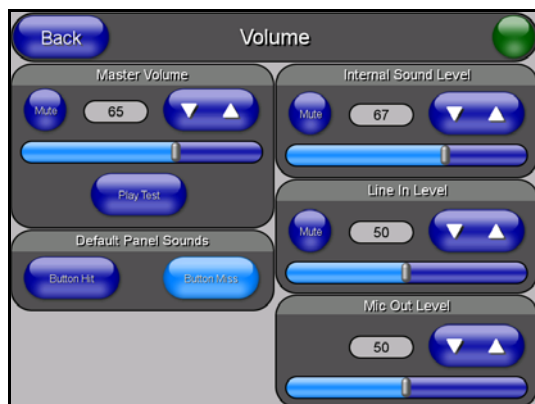 Back
Volume
Master Volume
Mute
65
Play Test
Default Panel Sounds
Button Hit
Button Miss
Internal Sound Level
Mute
67
Line In Level
Mute
50
Mic Out Level
50